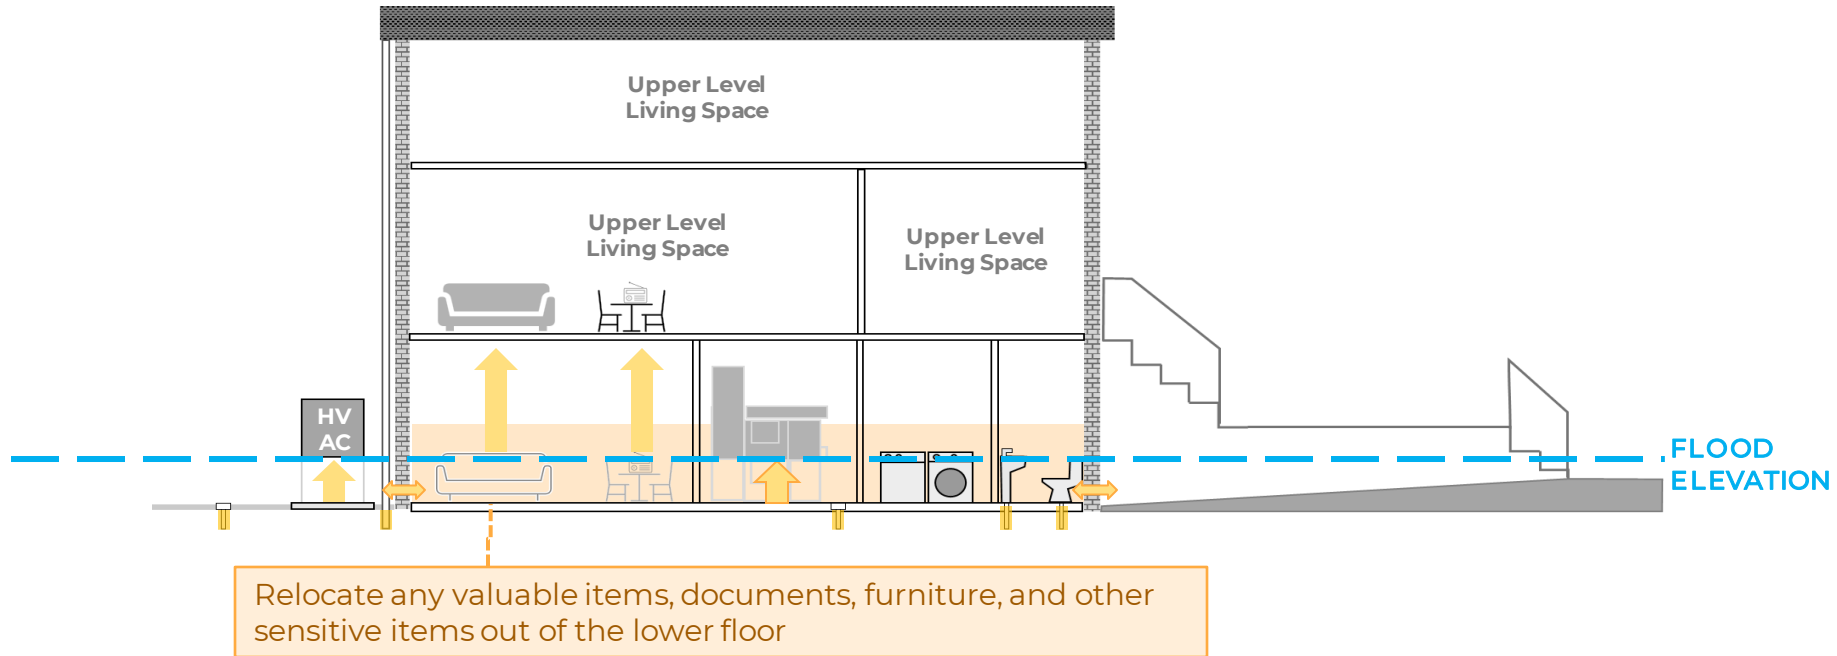 Upper Level
Living Space
Upper Level
Living Space
Upper Level
Living Space
HV
AC
FLOOD
ELEVATION
Relocate any valuable items, documents, furniture, and other
sensitive items out of the lower floor